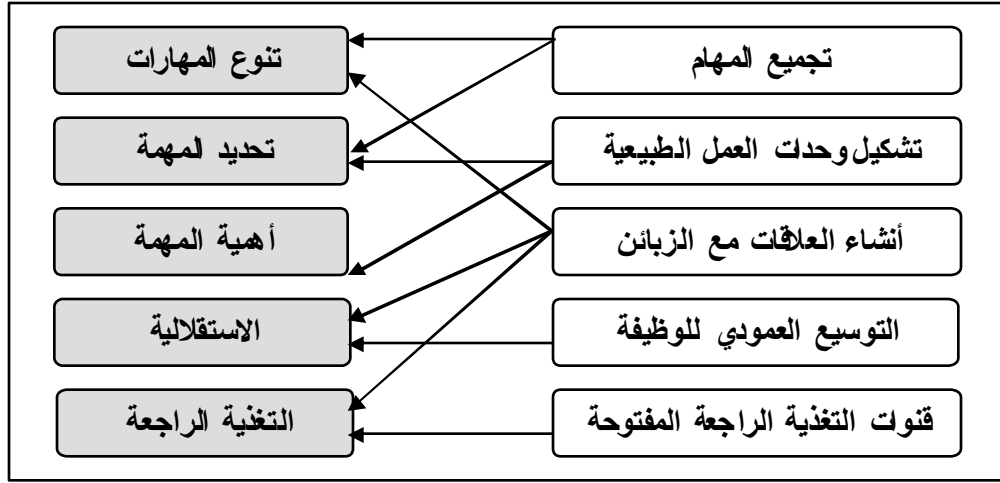 تجميع المهام
تنوع المهارات
تشكيل وحدات العمل الطبيعية
تحديد المهمة
أنشاء العلاقات مع الزبائن
أهمية المهمة
التوسيع العمودي للوظيفة
الاستقلالية
قنوات التغذية الراجعة المفتوحة
التغذية الراجعة